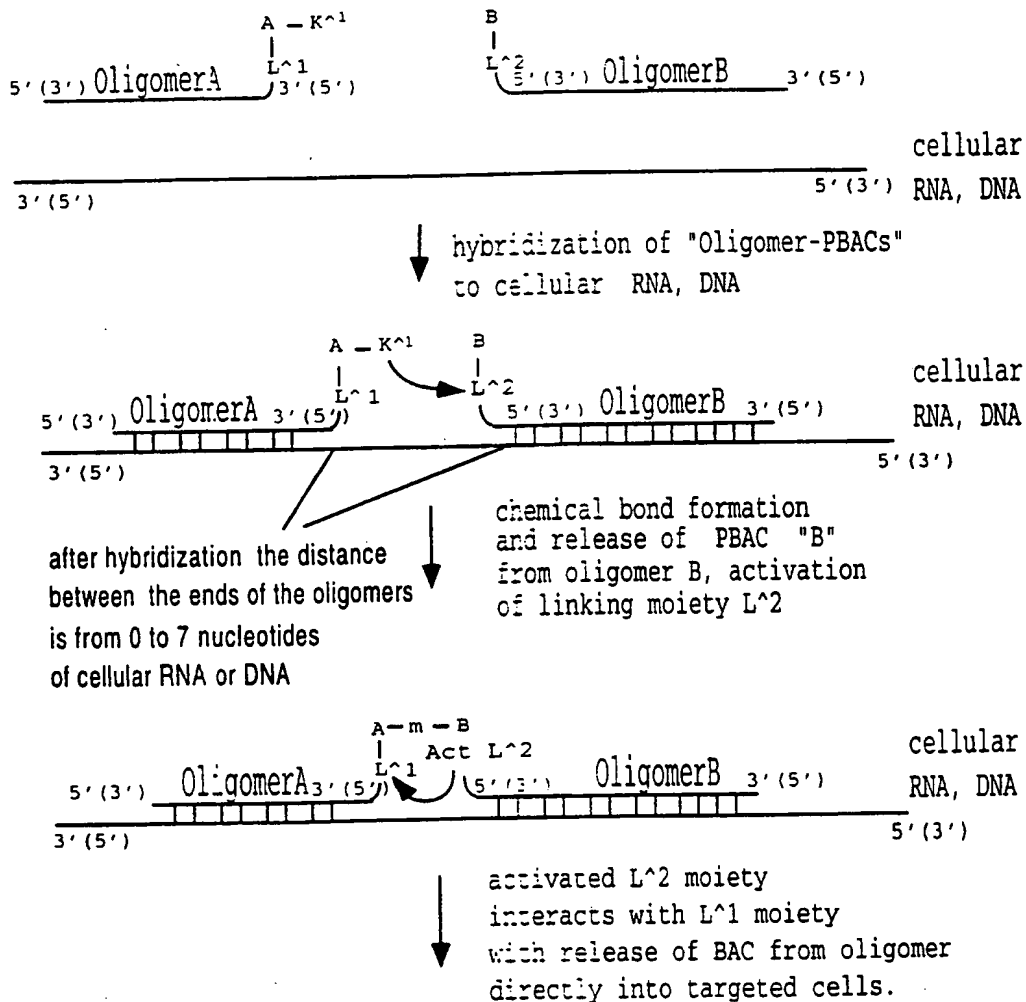 A — K^1
B
L^1
L^2
5'(3') OligomerA 3'(5')
5'(3') OligomerB 3'(5')
cellular
RNA, DNA
3'(5')
5'(3')
hybridization of "Oligomer-PBACs"
to cellular RNA, DNA
A — K^1
B
L^1
L^2
cellular
RNA, DNA
5'(3') OligomerA 3'(5')
5'(3') OligomerB 3'(5')
3'(5')
5'(3')
after hybridization the distance
between the ends of the oligomers
is from 0 to 7 nucleotides
of cellular RNA or DNA
chemical bond formation
and release of PBAC "B"
from oligomer B, activation
of linking moiety L^2
A—m—B
L^1
Act L^2
cellular
RNA, DNA
5'(3') OligomerA 3'(5')
5'(3') OligomerB 3'(5')
3'(5')
5'(3')
activated L^2 moiety
interacts with L^1 moiety
with release of BAC from oligomer
directly into targeted cells.